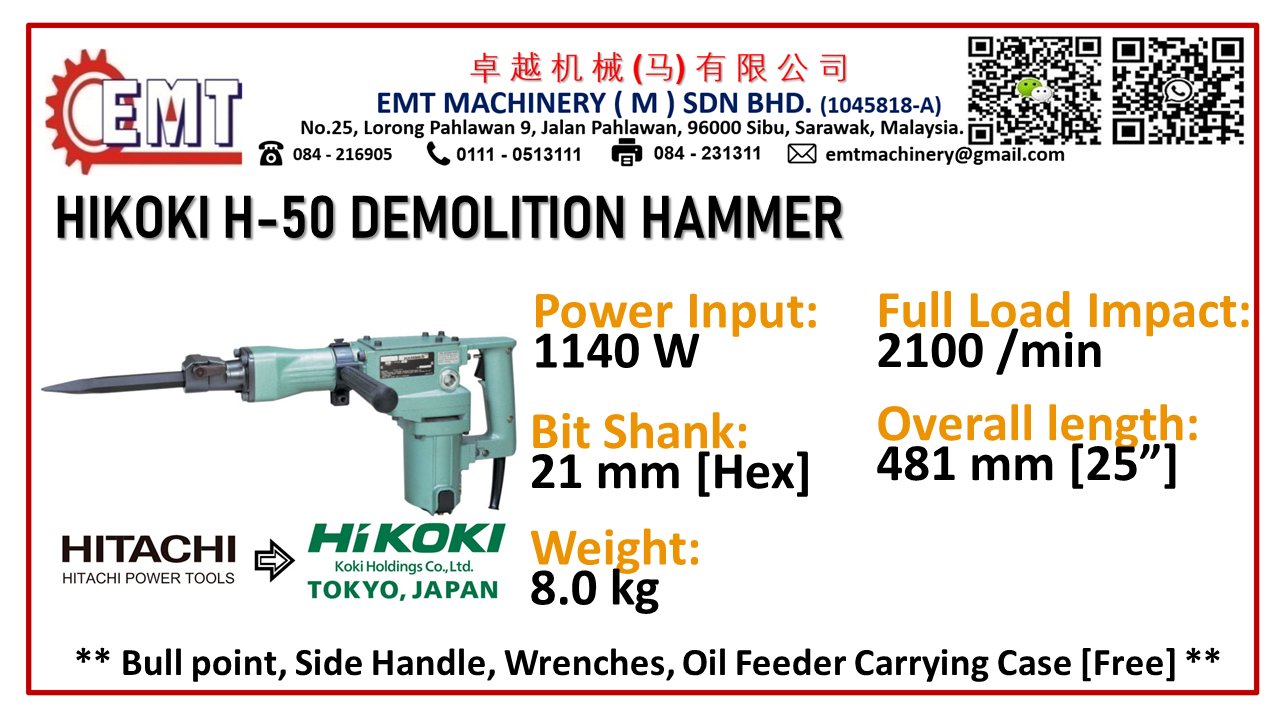 EMT
卓越机械(马)有限公司
EMT MACHINERY ( M ) SDN BHD. (1045818-A)
No.25, Lorong Pahlawan 9, Jalan Pahlawan, 96000 Sibu, Sarawak, Malaysia.
084 - 216905 0111 - 0513111 084 - 231311 emtmachinery@gmail.com
HIKOKI H-50 DEMOLITION HAMMER
Power Input:
1140 W
Full Load Impact:
2100 /min
Bit Shank:
21 mm [Hex]
Overall length:
481 mm [25”]
Weight:
8.0 kg
HITACHI
HITACHI POWER TOOLS
HiKOKI
Koki Holdings Co.,Ltd.
TOKYO, JAPAN
** Bull point, Side Handle, Wrenches, Oil Feeder Carrying Case [Free] **